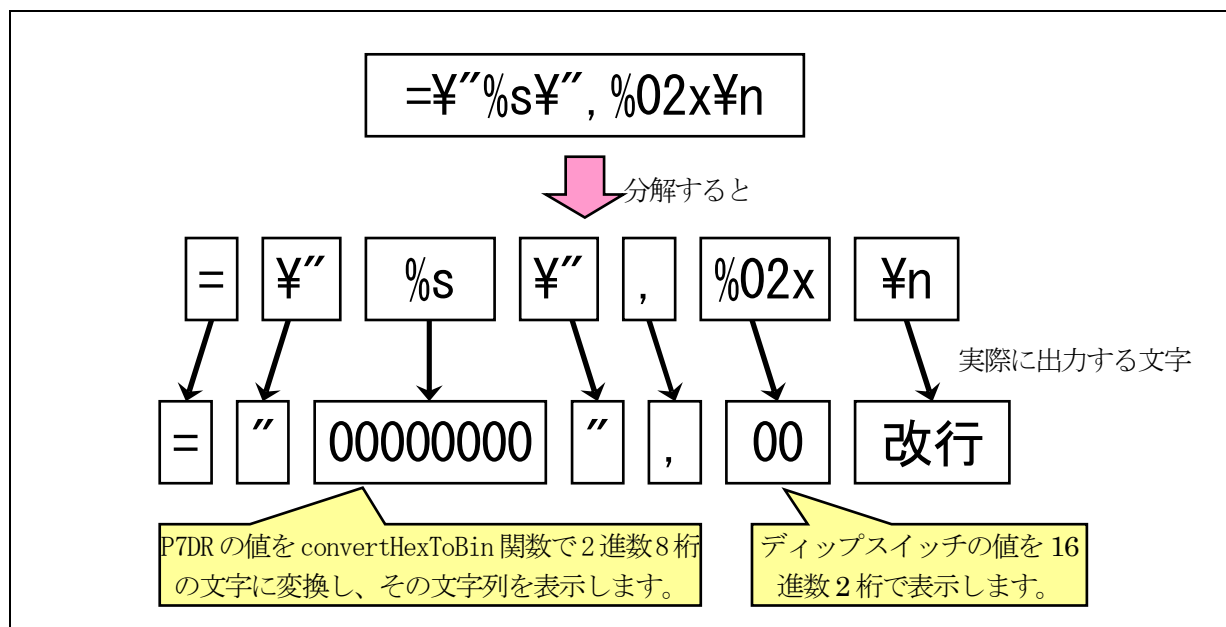 =¥"%s¥",%02x¥n
分解すると
= ¥" %s ¥" , %02x ¥n
実際に出力する文字
= " 00000000 " , 00 改行
P7DR の値を convertHexToBin 関数で2進数8桁
の文字に変換し、その文字列を表示します。
ディップスイッチの値を 16
進数 2 桁で表示します。